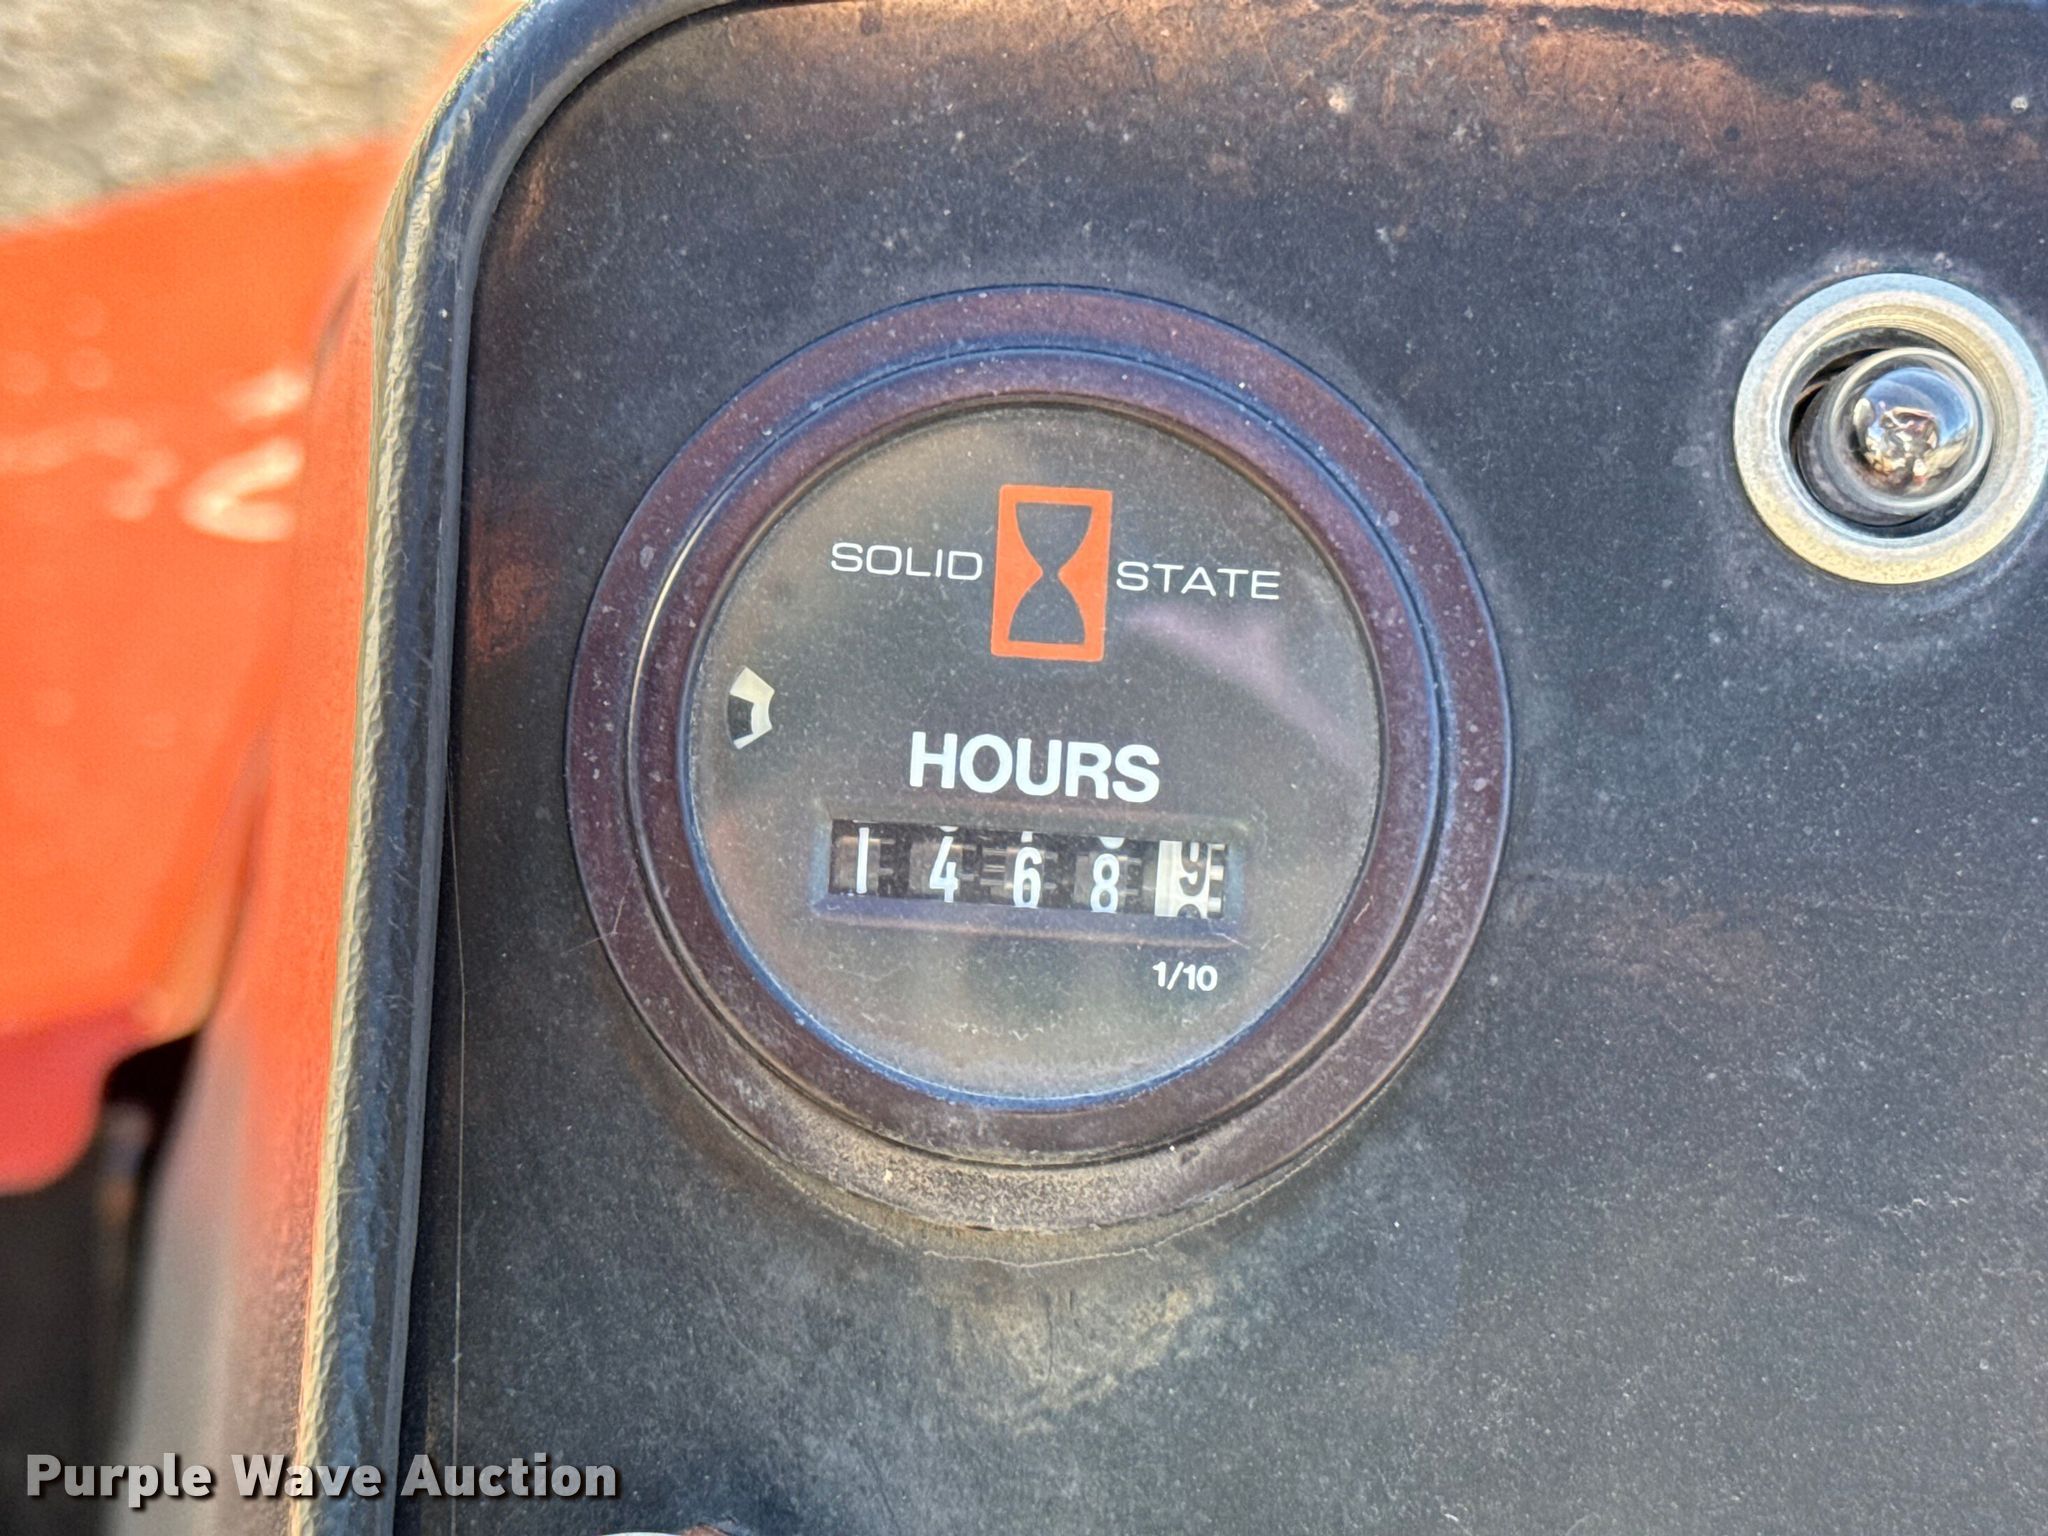 SOLID STATE
HOURS
1 4 6 8 9
1/10
Purple Wave Auction